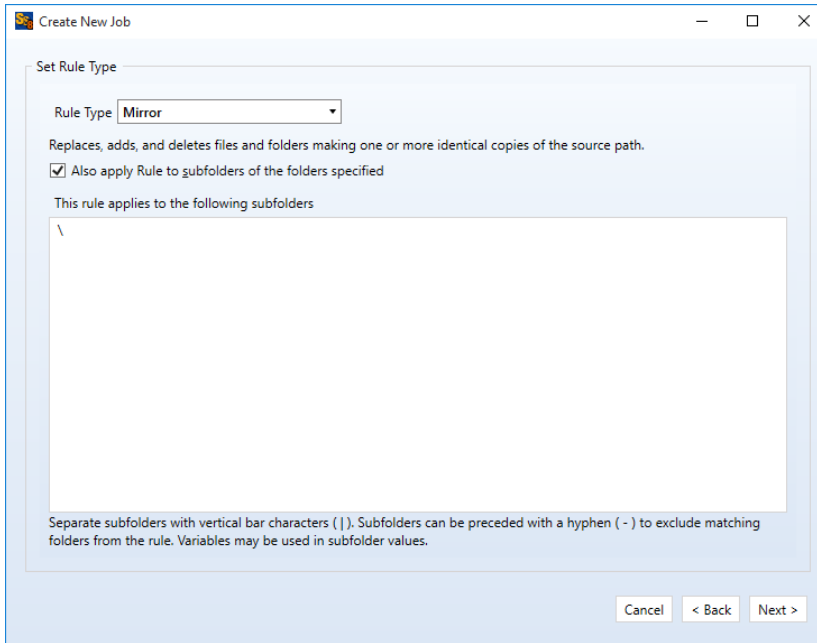 Create New Job
Set Rule Type
Rule Type Mirror
Replaces, adds, and deletes files and folders making one or more identical copies of the source path.
Also apply Rule to subfolders of the folders specified
This rule applies to the following subfolders
\
Separate subfolders with vertical bar characters ( | ). Subfolders can be preceded with a hyphen ( - ) to exclude matching
folders from the rule. Variables may be used in subfolder values.
Cancel < Back Next >